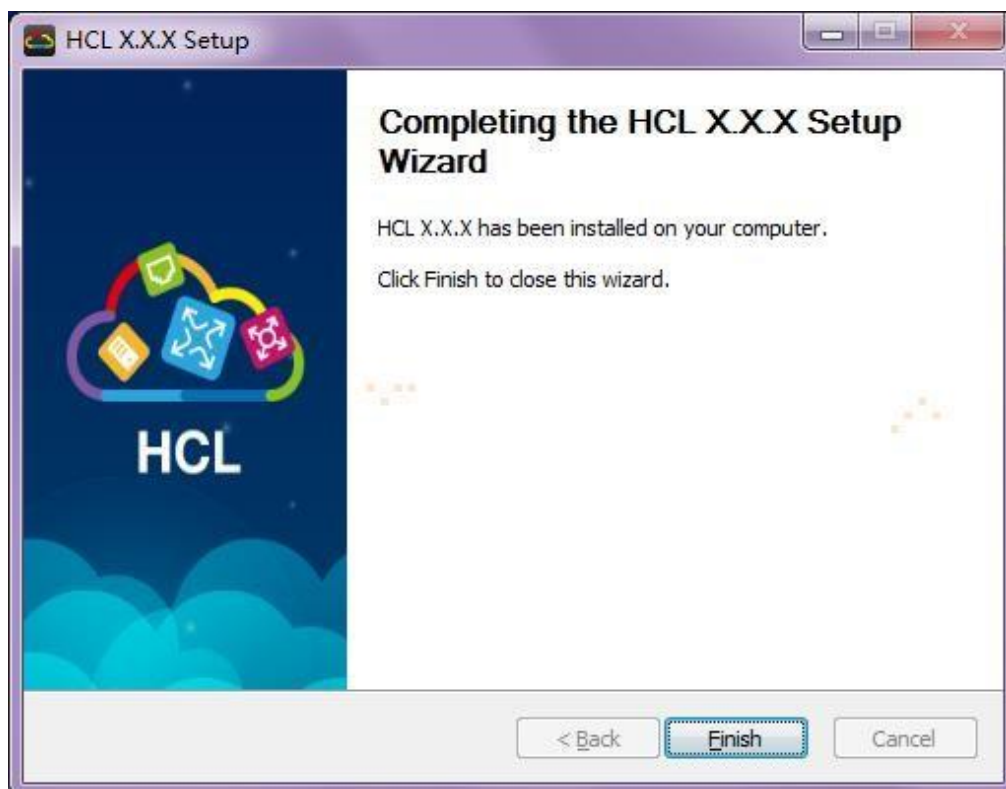 HCL X.X.X Setup
Completing the HCL X.X.X Setup
Wizard
HCL X.X.X has been installed on your computer.
Click Finish to close this wizard.
HCL
< Back
Finish
Cancel